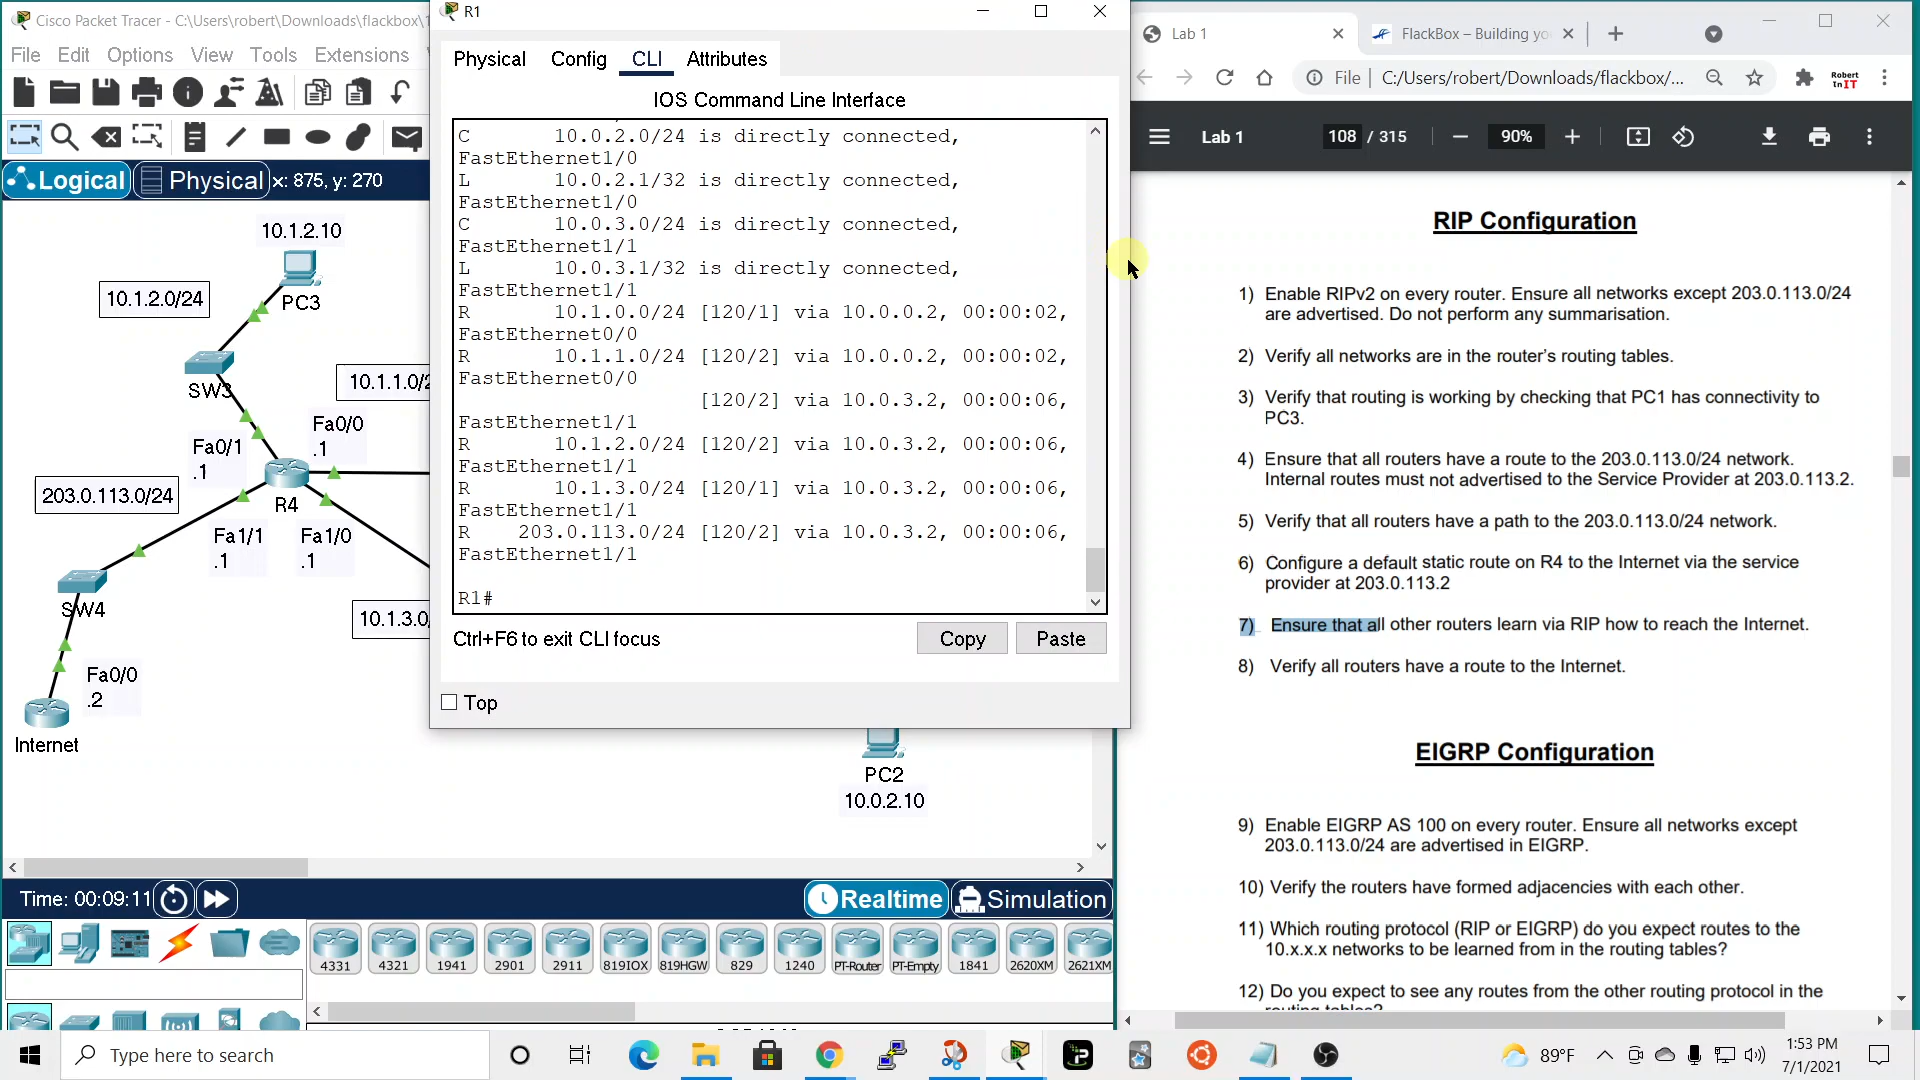 Cisco Packet Tracer - C:\Users\robert\Downloads\flackbox\1
File Edit Options View Tools Extensions
Logical Physical x: 875, y: 270
10.1.2.10
10.1.2.0/24
PC3
SW3
10.1.1.0/2
Fa0/0
.1
Fa0/1
.1
203.0.113.0/24
R4
Fa1/1
.1
Fa1/0
.1
SW4
10.1.3.0/
Fa0/0
.2
Internet
PC2
10.0.2.10
Time: 00:09:11
Realtime Simulation
4331 4321 1941 2901 2911 819IOX 819HGW 829 1240 PT-Router PT-Empty 1841 2620XM 2621XM
R1
Physical Config CLI Attributes
IOS Command Line Interface
C 10.0.2.0/24 is directly connected,
FastEthernet1/0
L 10.0.2.1/32 is directly connected,
FastEthernet1/0
C 10.0.3.0/24 is directly connected,
FastEthernet1/1
L 10.0.3.1/32 is directly connected,
FastEthernet1/1
R 10.1.0.0/24 [120/1] via 10.0.0.2, 00:00:02,
FastEthernet0/0
R 10.1.1.0/24 [120/2] via 10.0.0.2, 00:00:02,
FastEthernet0/0
[120/2] via 10.0.3.2, 00:00:06,
FastEthernet1/1
R 10.1.2.0/24 [120/2] via 10.0.3.2, 00:00:06,
FastEthernet1/1
R 10.1.3.0/24 [120/1] via 10.0.3.2, 00:00:06,
FastEthernet1/1
R 203.0.113.0/24 [120/2] via 10.0.3.2, 00:00:06,
FastEthernet1/1
R1#
Ctrl+F6 to exit CLI focus
Copy Paste
Top
Lab 1
FlackBox – Building yo
File C:/Users/robert/Downloads/flackbox/...
Robert
In IT
Lab 1 108 / 315 90%
RIP Configuration
1) Enable RIPv2 on every router. Ensure all networks except 203.0.113.0/24
are advertised. Do not perform any summarisation.
2) Verify all networks are in the router's routing tables.
3) Verify that routing is working by checking that PC1 has connectivity to
PC3.
4) Ensure that all routers have a route to the 203.0.113.0/24 network.
Internal routes must not advertised to the Service Provider at 203.0.113.2.
5) Verify that all routers have a path to the 203.0.113.0/24 network.
6) Configure a default static route on R4 to the Internet via the service
provider at 203.0.113.2
7) Ensure that all other routers learn via RIP how to reach the Internet.
8) Verify all routers have a route to the Internet.
EIGRP Configuration
9) Enable EIGRP AS 100 on every router. Ensure all networks except
203.0.113.0/24 are advertised in EIGRP.
10) Verify the routers have formed adjacencies with each other.
11) Which routing protocol (RIP or EIGRP) do you expect routes to the
10.x.x.x networks to be learned from in the routing tables?
12) Do you expect to see any routes from the other routing protocol in the
routing tables?
Type here to search
89°F
1:53 PM
7/1/2021